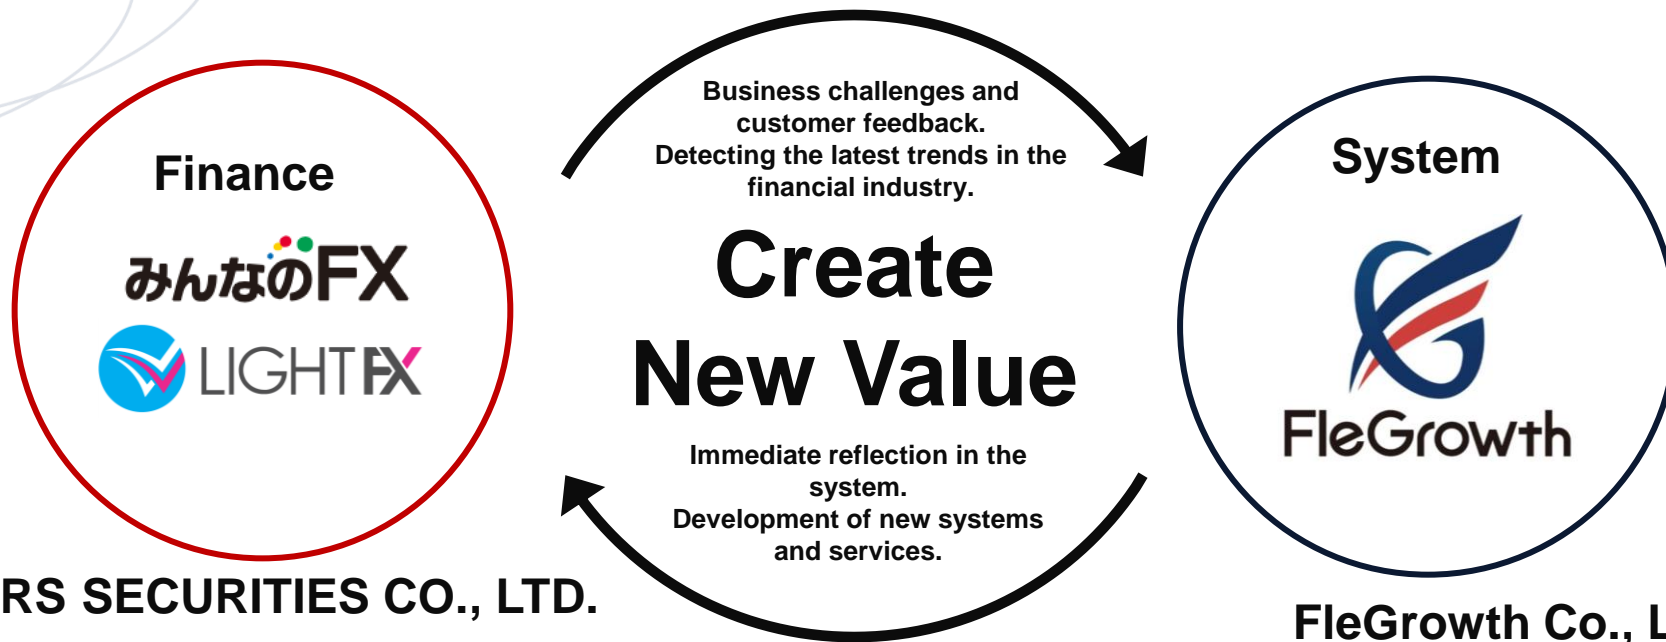 Finance
みんなのFX
LIGHT FX
RS SECURITIES CO., LTD.
Business challenges and
customer feedback.
Detecting the latest trends in the
financial industry.
Create
New Value
Immediate reflection in the
system.
Development of new systems
and services.
System
FleGrowth
FleGrowth Co., L